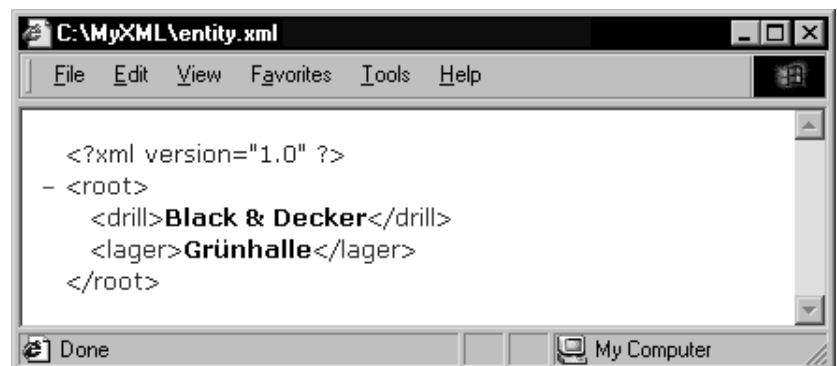 C:\MyXML\entity.xml
File Edit View Favorites Tools Help
<?xml version="1.0" ?>
– <root>
<drill>Black & Decker</drill>
<lager>Grünhalle</lager>
</root>
Done My Computer